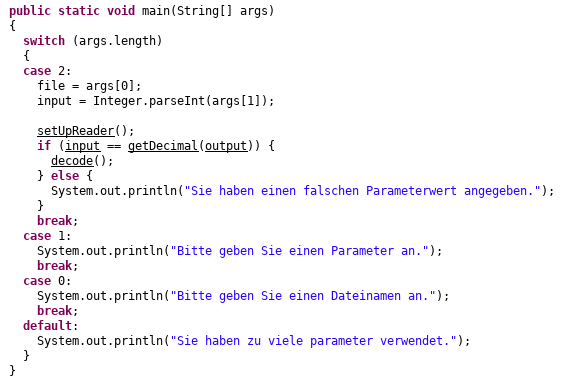 public static void main(String[] args)
{
  switch (args.length)
  {
  case 2:
    file = args[0];
    input = Integer.parseInt(args[1]);

    setUpReader();
    if (input == getDecimal(output)) {
      decode();
    } else {
      System.out.println("Sie haben einen falschen Parameterwert angegeben.");
    }
    break;
  case 1:
    System.out.println("Bitte geben Sie einen Parameter an.");
    break;
  case 0:
    System.out.println("Bitte geben Sie einen Dateinamen an.");
    break;
  default:
    System.out.println("Sie haben zu viele parameter verwendet.");
  }
}